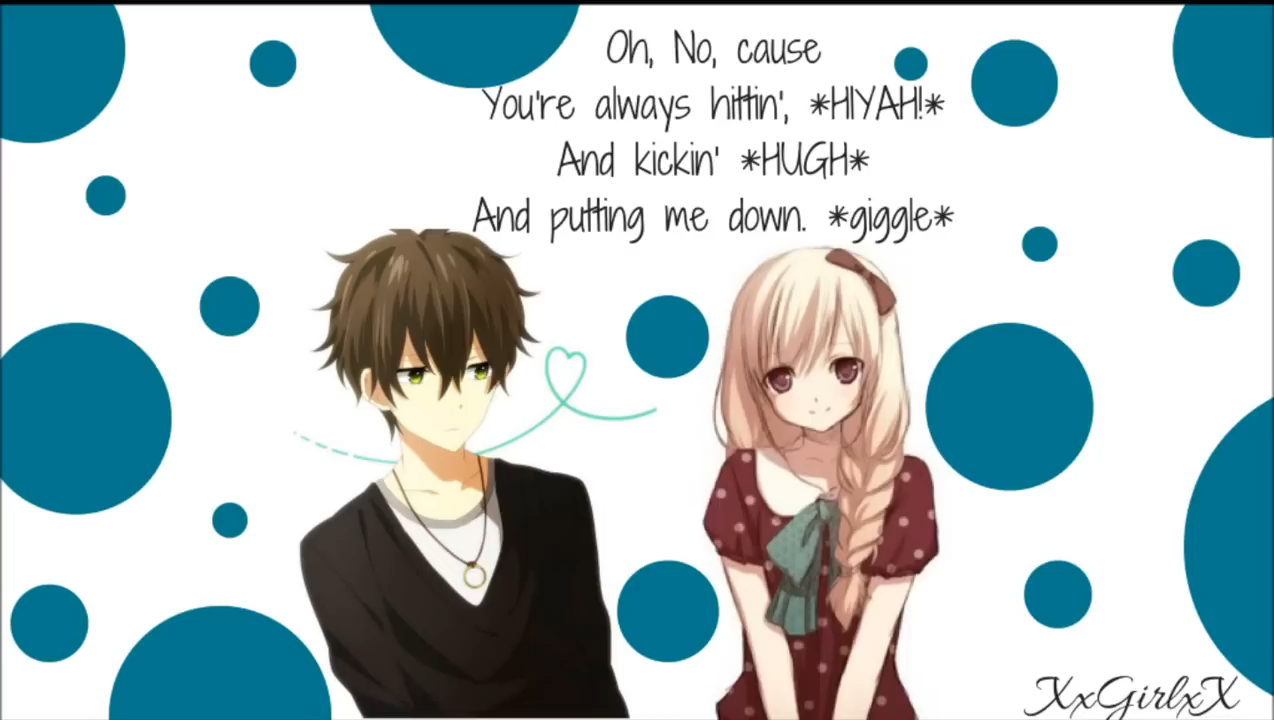 Oh, No, cause
You're always hittin', *HIYAH!*
And kickin' *HUGH*
And putting me down. *giggle*
XxGirlxX